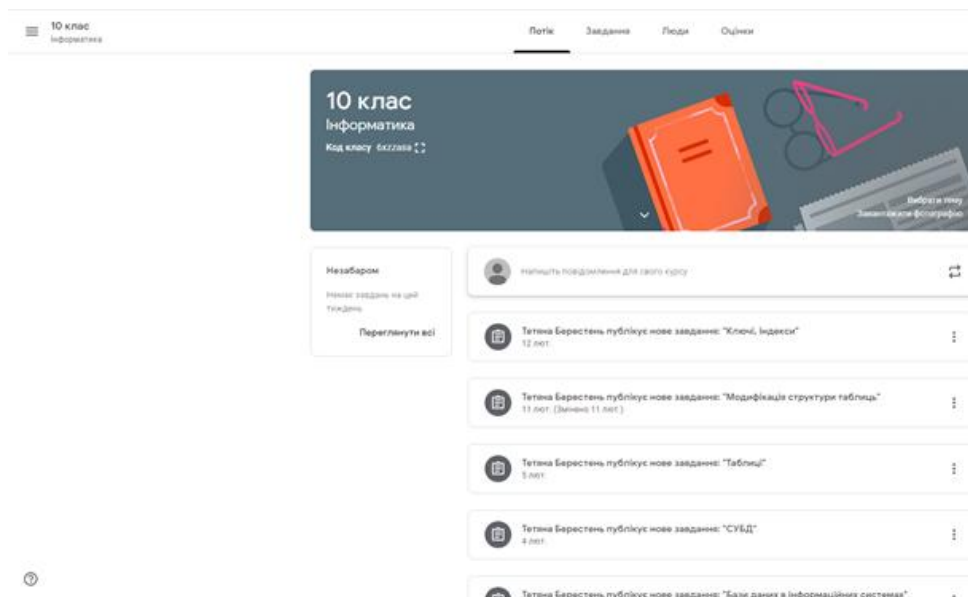 10 клас
Інформатика
Потік
Завдання
Люди
Оцінки
10 клас
Інформатика
Код класу
Вибрати тему
Завантажити фотографію
Незабаром
Немає завдань на цей
тиждень
Переглянути всі
Напишіть повідомлення для свого курсу
Тетяна Берестень публікує нове завдання: "Ключі, індекси"
12 лют.
Тетяна Берестень публікує нове завдання: "Модифікація структури таблиць"
11 лют. (Змінено 11 лют.)
Тетяна Берестень публікує нове завдання: "Таблиці"
5 лют.
Тетяна Берестень публікує нове завдання: "СУБД"
4 лют.
Тетяна Берестень публікує нове завдання: "Бази даних в інформаційних системах"